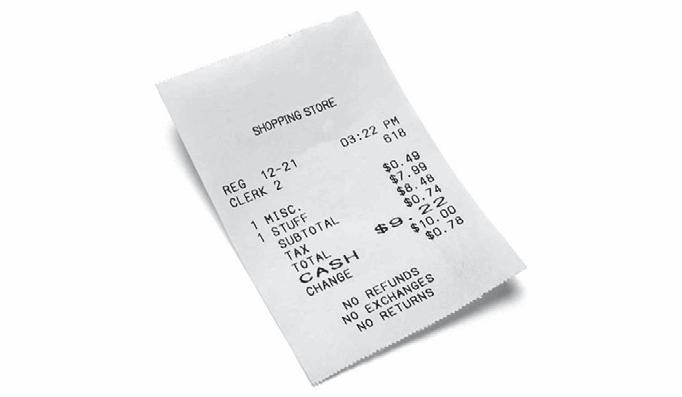 SHOPPING STORE
REG 12-21 03:22 PM
CLERK 2 618
1 MISC. $0.49
1 STUFF $7.99
SUBTOTAL $8.48
TAX $0.74
TOTAL $9.22
CASH $10.00
CHANGE $0.78
NO REFUNDS
NO EXCHANGES
NO RETURNS